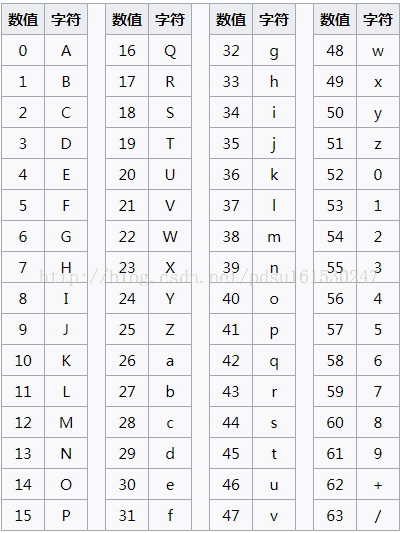 数值 字符 数值 字符 数值 字符 数值 字符
0 A 16 Q 32 g 48 w
1 B 17 R 33 h 49 x
2 C 18 S 34 i 50 y
3 D 19 T 35 j 51 z
4 E 20 U 36 k 52 0
5 F 21 V 37 l 53 1
6 G 22 W 38 m 54 2
7 H 23 X 39 n 55 3
http://blog.csdn.net/pdsu161530247
8 I 24 Y 40 o 56 4
9 J 25 Z 41 p 57 5
10 K 26 a 42 q 58 6
11 L 27 b 43 r 59 7
12 M 28 c 44 s 60 8
13 N 29 d 45 t 61 9
14 O 30 e 46 u 62 +
15 P 31 f 47 v 63 /